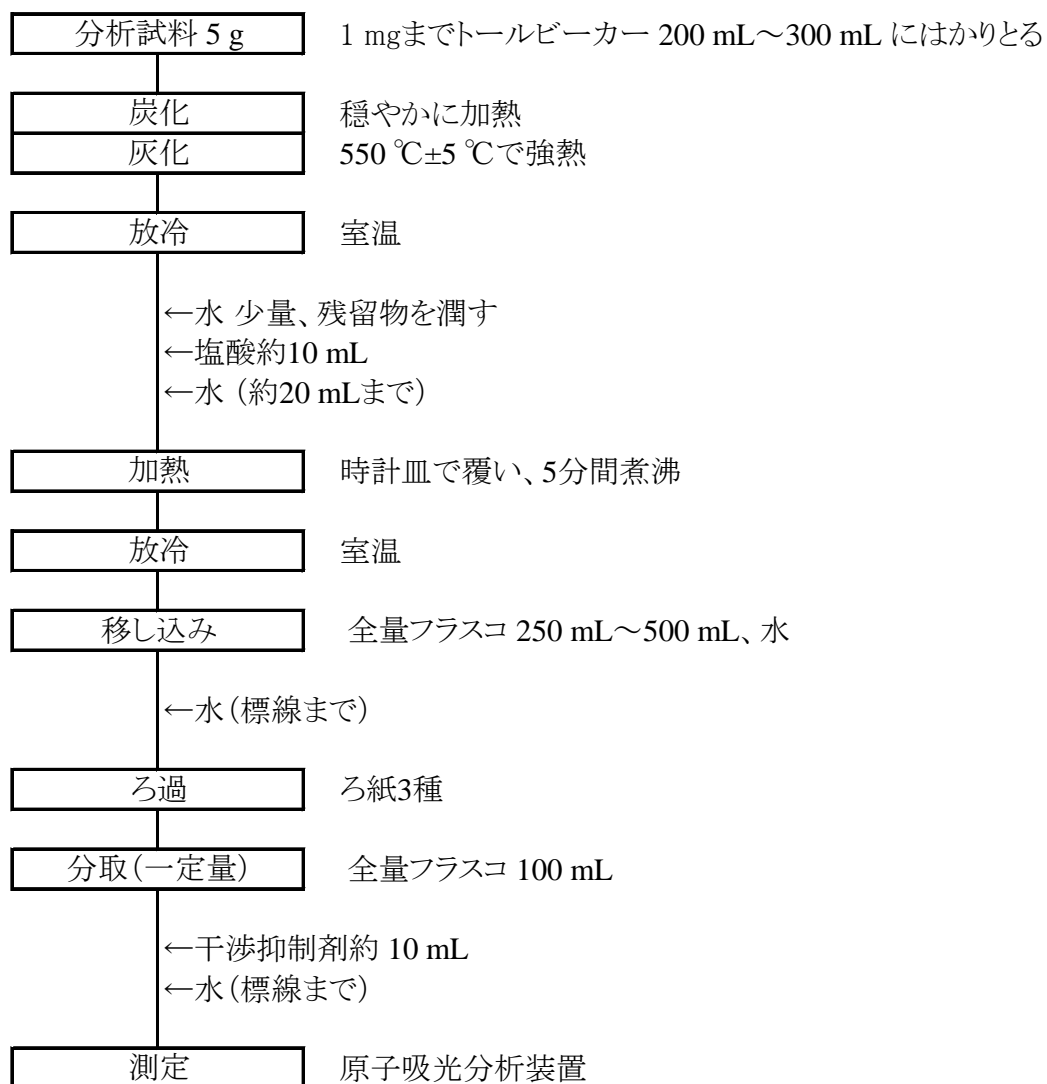 分析試料 5 g 1 mgまでトールビーカー 200 mL～300 mL にはかりとる
炭化 穏やかに加熱
灰化 550 ℃±5 ℃で強熱
放冷 室温
←水 少量、残留物を潤す
←塩酸約10 mL
←水 (約20 mLまで)
加熱 時計皿で覆い、5分間煮沸
放冷 室温
移し込み 全量フラスコ 250 mL～500 mL、水
←水(標線まで)
ろ過 ろ紙3種
分取(一定量) 全量フラスコ 100 mL
←干渉抑制剤約 10 mL
←水(標線まで)
測定 原子吸光分析装置